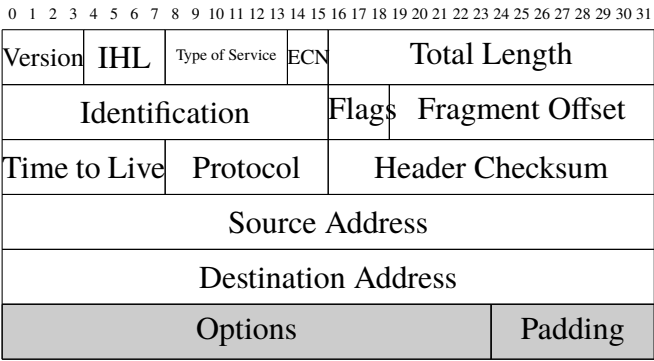 0 1 2 3 4 5 6 7 8 9 10 11 12 13 14 15 16 17 18 19 20 21 22 23 24 25 26 27 28 29 30 31
Version IHL Type of Service ECN Total Length
Identification Flags Fragment Offset
Time to Live Protocol Header Checksum
Source Address
Destination Address
Options Padding